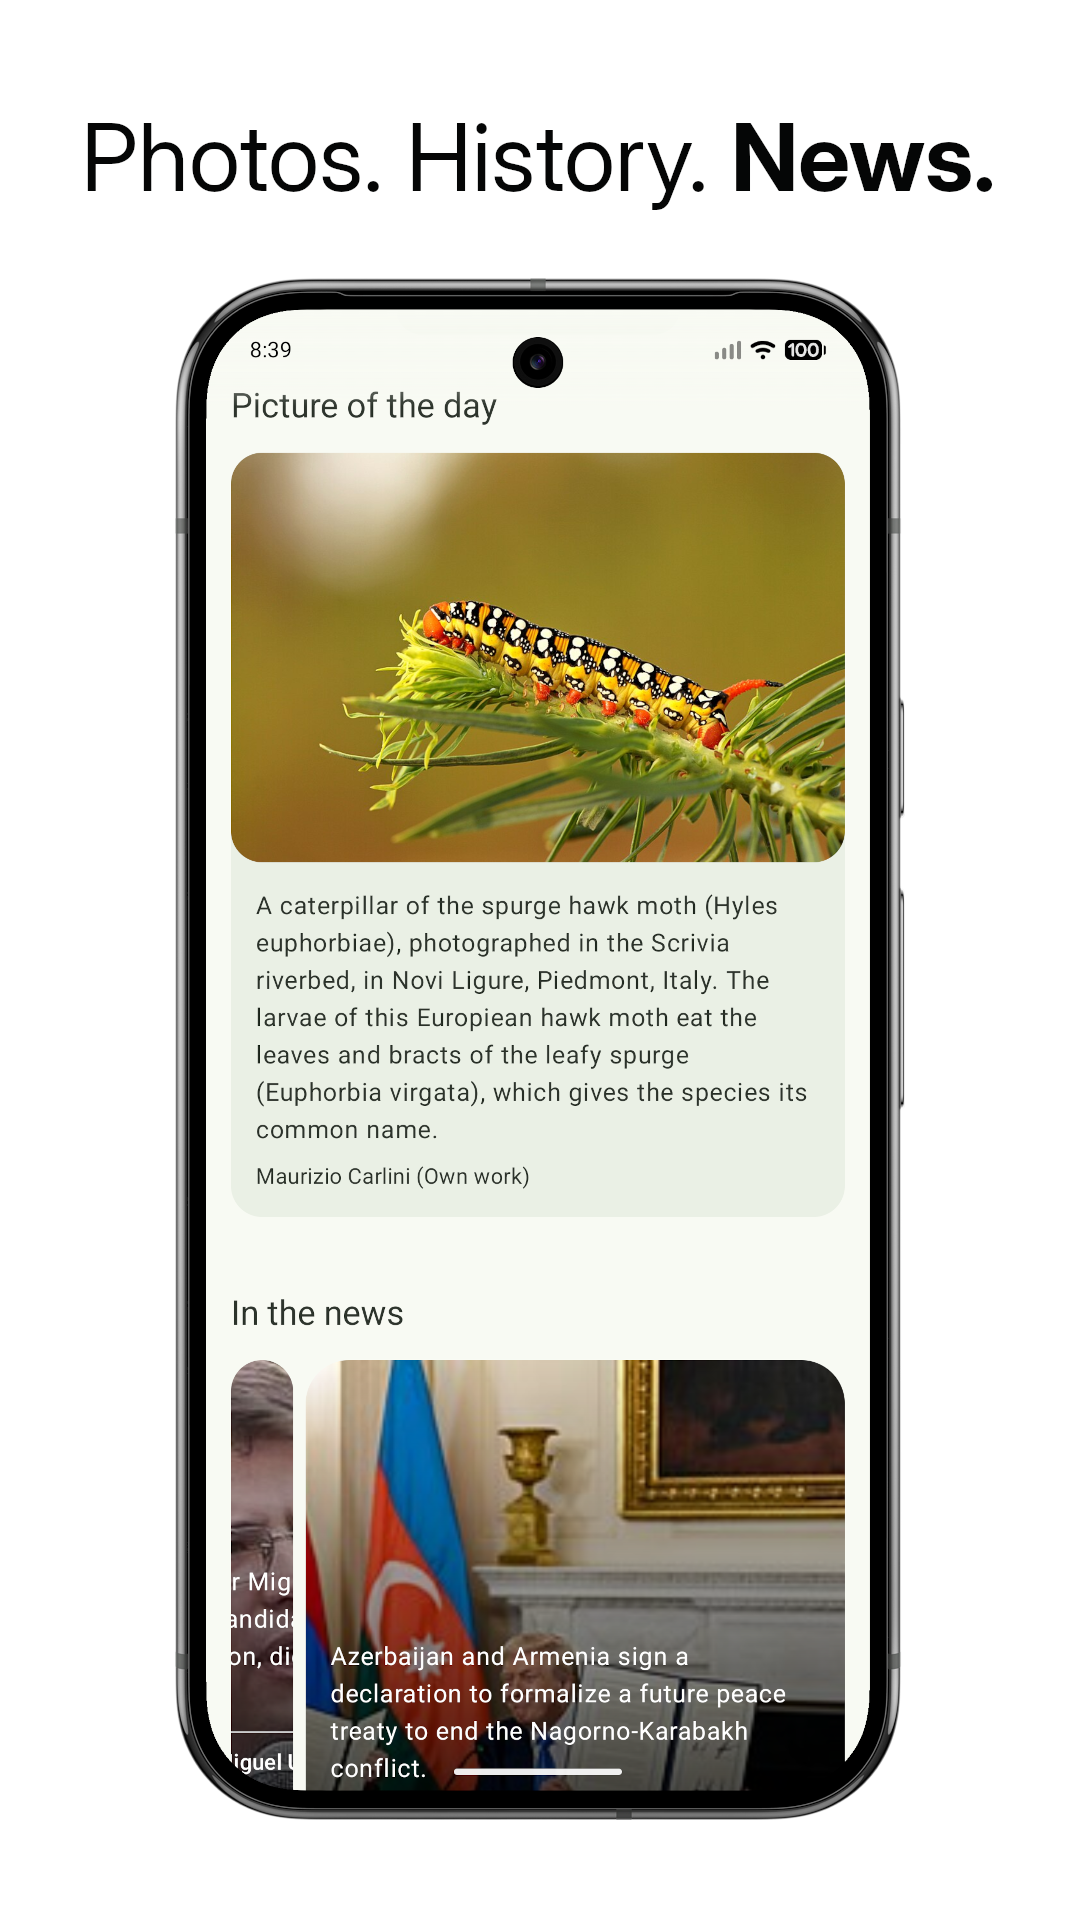 Photos. History. News.
8:39
100
Picture of the day
A caterpillar of the spurge hawk moth (Hyles
euphorbiae), photographed in the Scrivia
riverbed, in Novi Ligure, Piedmont, Italy. The
larvae of this Europiean hawk moth eat the
leaves and bracts of the leafy spurge
(Euphorbia virgata), which gives the species its
common name.
Maurizio Carlini (Own work)
In the news
r Mig
andida
on, di
iguel U
Azerbaijan and Armenia sign a
declaration to formalize a future peace
treaty to end the Nagorno-Karabakh
conflict.